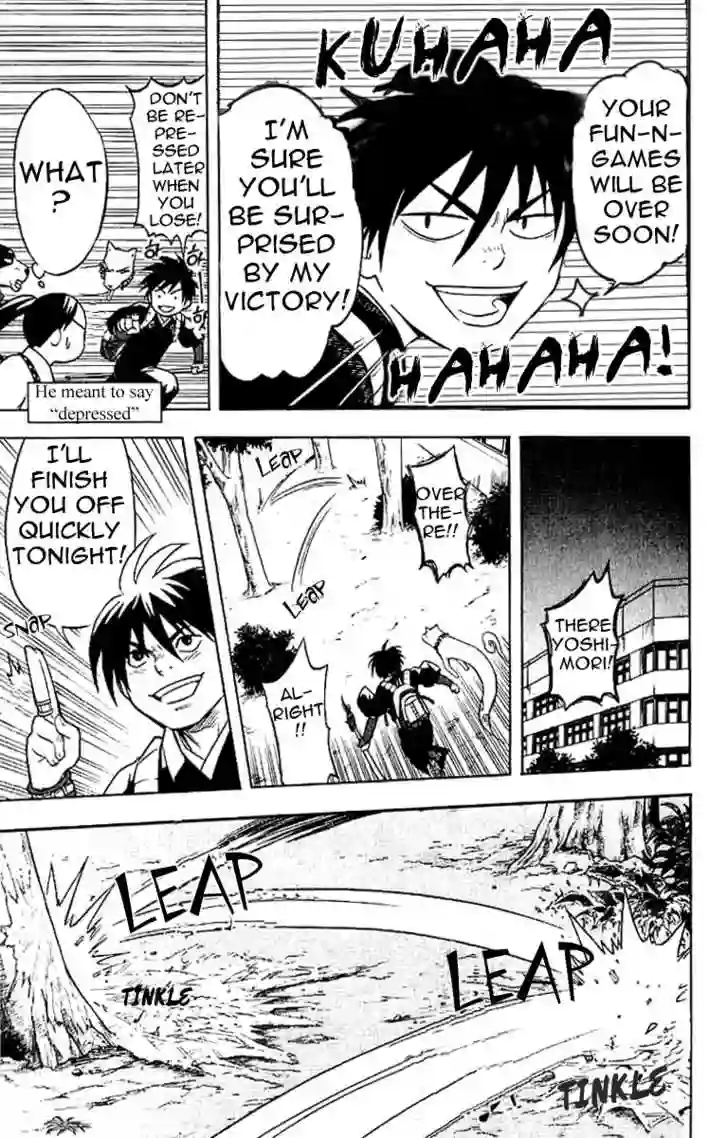 KUHAHA
YOUR
FUN-N-
GAMES
WILL BE
OVER
SOON!
I'M
SURE
YOU'LL
BE SUR-
PRISED
BY MY
VICTORY!
HAHAHA!
DON'T
BE RE-
PRE-
SSED
LATER
WHEN
YOU
LOSE!
WHAT
?
He meant to say
"depressed"
THERE
YOSHI-
MORI!
OVER
THE-
RE!!
LEAP
LEAP
AL-
RIGHT
!!
I'LL
FINISH
YOU OFF
QUICKLY
TONIGHT!
SNAP
LEAP
LEAP
TINKLE
TINKLE